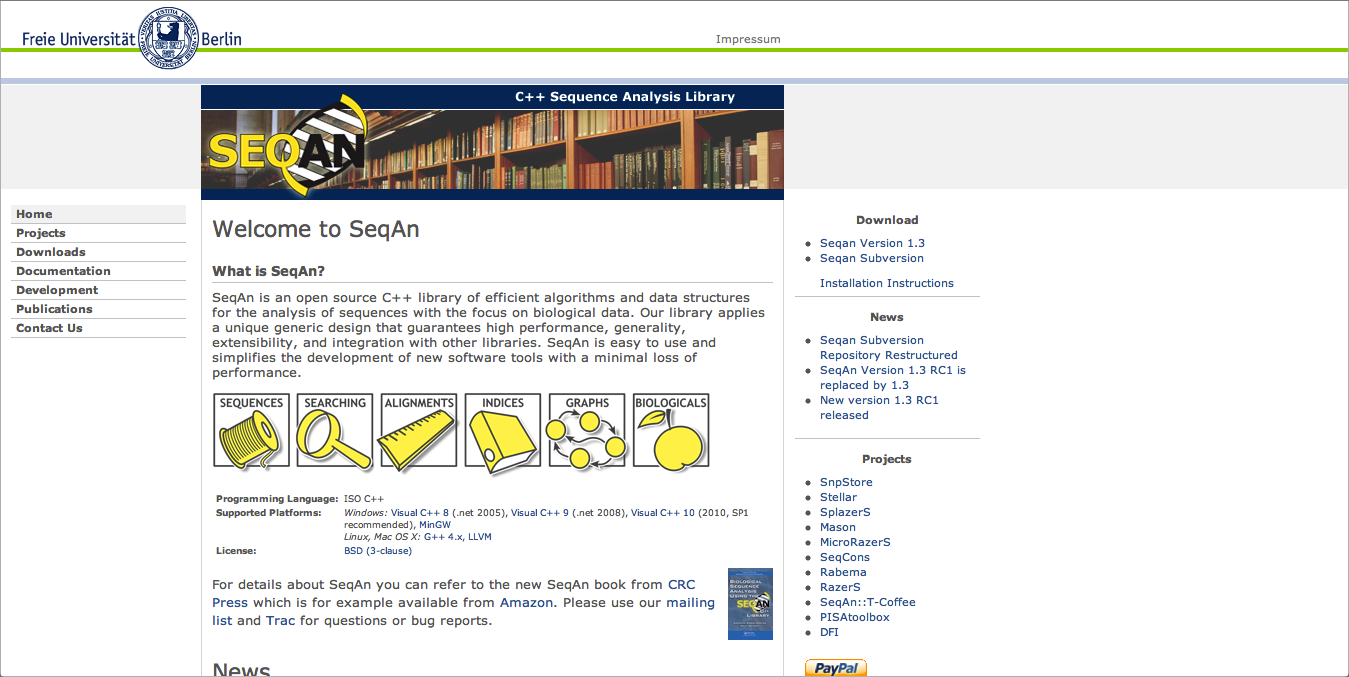 Freie Universität Berlin
Impressum
C++ Sequence Analysis Library
SEQAN
Home
Projects
Downloads
Documentation
Development
Publications
Contact Us
Welcome to SeqAn
What is SeqAn?
SeqAn is an open source C++ library of efficient algorithms and data structures
for the analysis of sequences with the focus on biological data. Our library applies
a unique generic design that guarantees high performance, generality,
extensibility, and integration with other libraries. SeqAn is easy to use and
simplifies the development of new software tools with a minimal loss of
performance.
SEQUENCES SEARCHING ALIGNMENTS INDICES GRAPHS BIOLOGICALS
Programming Language: ISO C++
Supported Platforms: Windows: Visual C++ 8 (.net 2005), Visual C++ 9 (.net 2008), Visual C++ 10 (2010, SP1
recommended), MinGW
Linux, Mac OS X: G++ 4.x, LLVM
License: BSD (3-clause)
For details about SeqAn you can refer to the new SeqAn book from CRC
Press which is for example available from Amazon. Please use our mailing
list and Trac for questions or bug reports.
BIOLOGICAL
SEQUENCE
ANALYSIS
USING THE
SEQAN
C++
LIBRARY
News
Download
Seqan Version 1.3
Seqan Subversion
Installation Instructions
News
Seqan Subversion
Repository Restructured
SeqAn Version 1.3 RC1 is
replaced by 1.3
New version 1.3 RC1
released
Projects
SnpStore
Stellar
SplazerS
Mason
MicroRazerS
SeqCons
Rabema
RazerS
SeqAn::T-Coffee
PISAtoolbox
DFI
PayPal